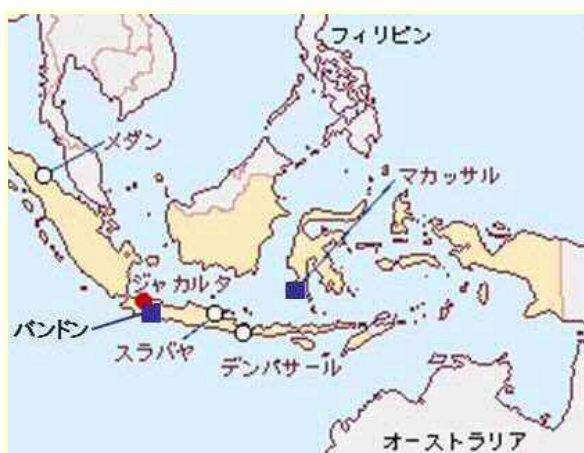 フィリピン
メダン
マカッサル
ジャカルタ
バンドン
スラバヤ
デンパサール
オーストラリア